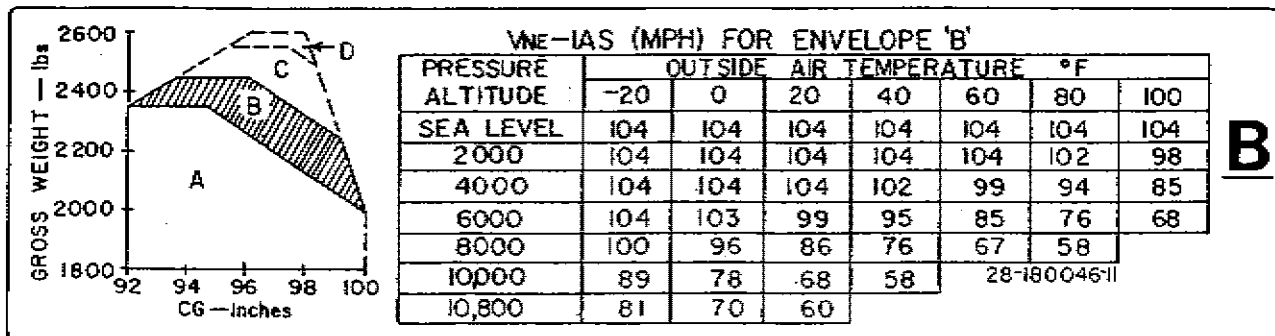 VNE-IAS (MPH) FOR ENVELOPE 'B'
PRESSURE ALTITUDE OUTSIDE AIR TEMPERATURE °F
-20 0 20 40 60 80 100
SEA LEVEL 104 104 104 104 104 104 104
2000 104 104 104 104 104 102 98
4000 104 104 104 102 99 94 85
6000 104 103 99 95 85 76 68
8000 100 96 86 76 67 58
10,000 89 78 68 58
10,800 81 70 60
28-180046-11
B
GROSS WEIGHT — lbs
2600
2400
2200
2000
1800
92 94 96 98 100
CG — Inches
A
B
C
D